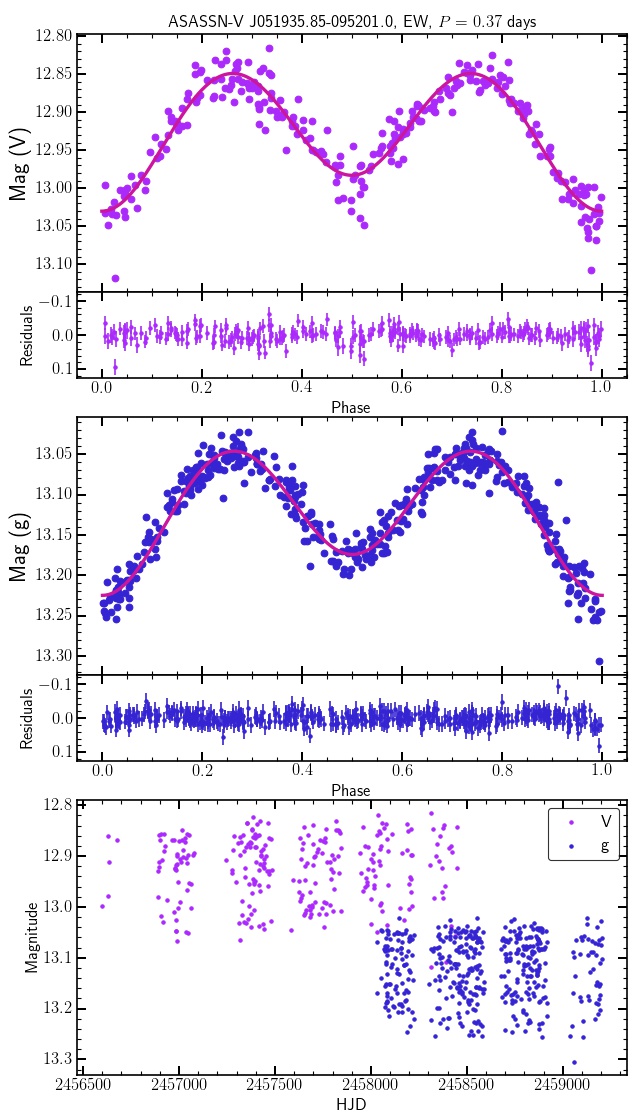 ASASSN-V J051935.85-095201.0, EW, P = 0.37 days
Mag (V)
12.80
12.85
12.90
12.95
13.00
13.05
13.10
Residuals
−0.1
0.0
0.1
0.0 0.2 0.4 0.6 0.8 1.0
Phase
Mag (g)
13.05
13.10
13.15
13.20
13.25
13.30
Residuals
−0.1
0.0
0.1
0.0 0.2 0.4 0.6 0.8 1.0
Phase
Magnitude
12.8
12.9
13.0
13.1
13.2
13.3
V
g
2456500 2457000 2457500 2458000 2458500 2459000
HJD